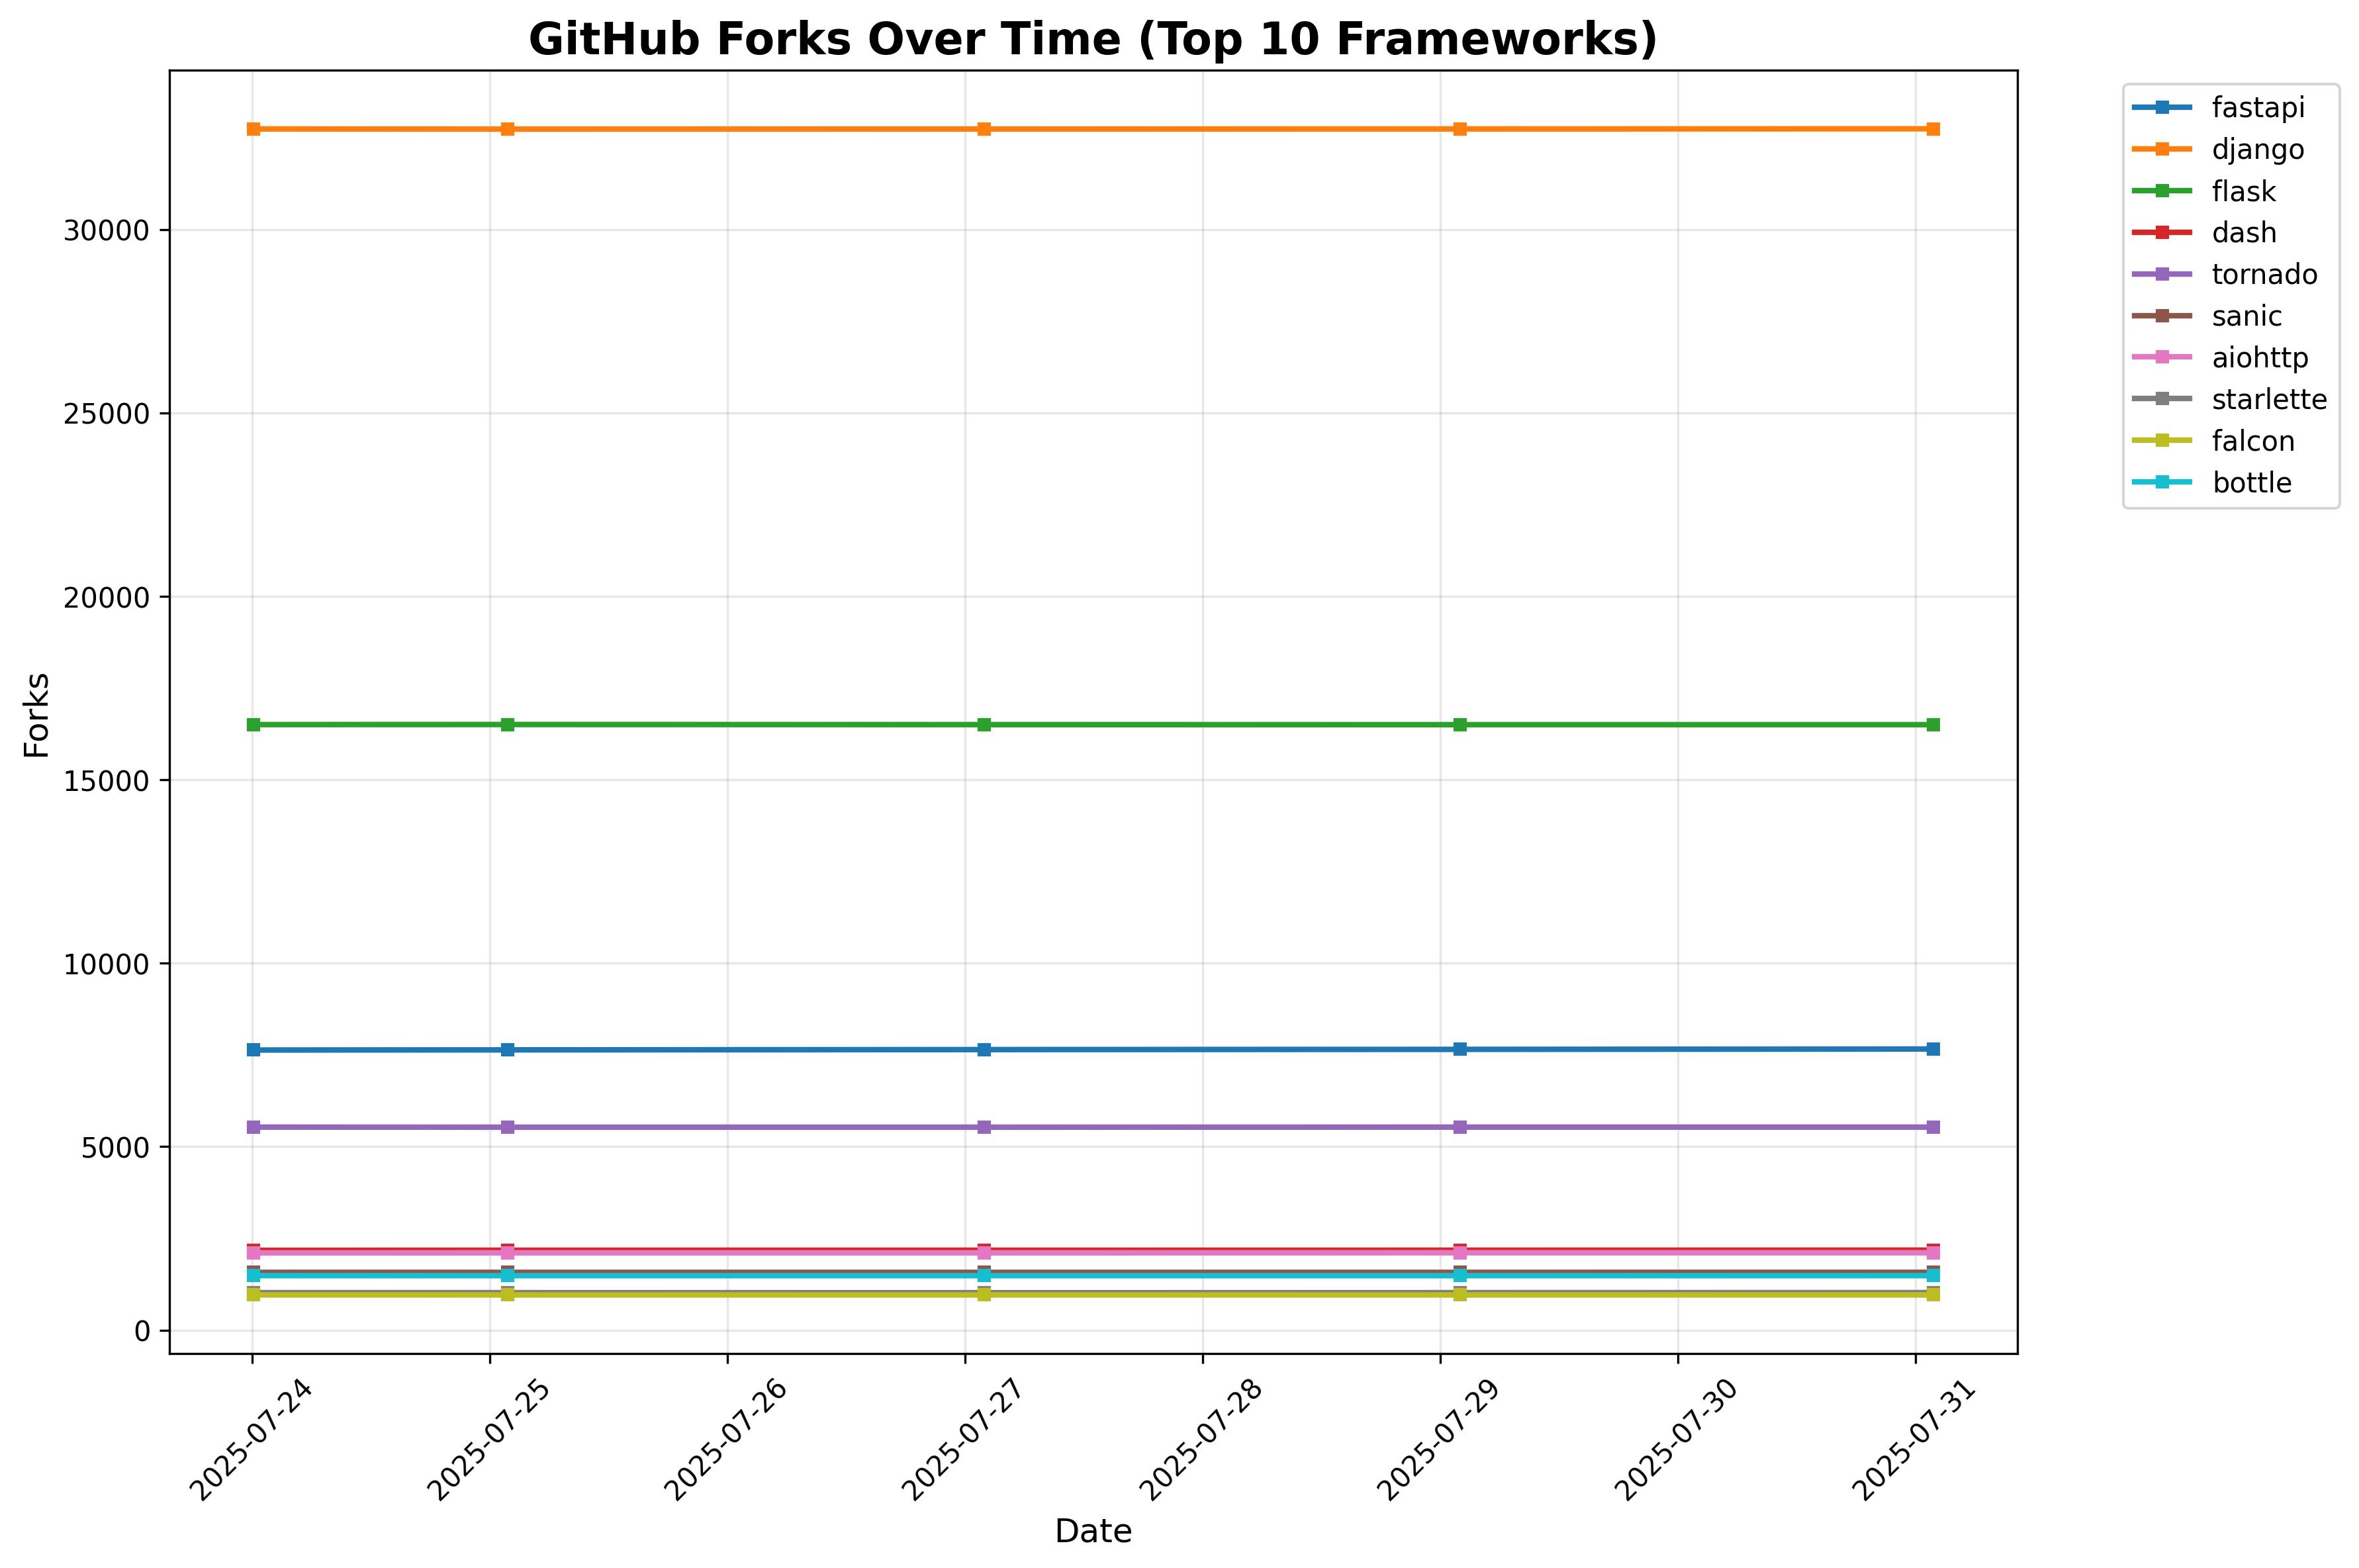 GitHub Forks Over Time (Top 10 Frameworks)
fastapi
django
flask
dash
tornado
sanic
aiohttp
starlette
falcon
bottle
Forks
30000
25000
20000
15000
10000
5000
0
2025-07-24
2025-07-25
2025-07-26
2025-07-27
2025-07-28
2025-07-29
2025-07-30
2025-07-31
Date